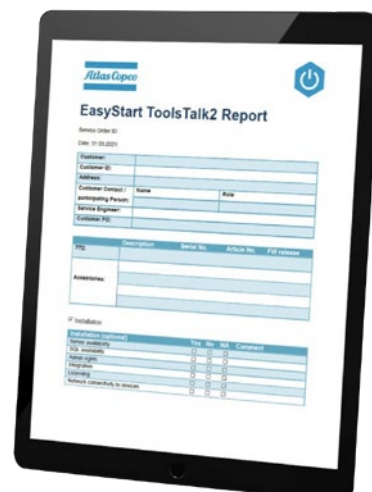 Atlas Copco
EasyStart ToolsTalk2 Report
Service Order ID:
Date: 31.03.2021
Customer:
Customer ID:
Address:
Customer Contact / Name Role
participating Person:
Service Engineer:
Customer PO:
Description Serial No. Article No. FW release
TT2:
Accessories:
Installation
Installation (optional) Yes No NA Comment
Server availability
SQL availability
Admin rights
Integration
Licensing
Network connectivity to devices